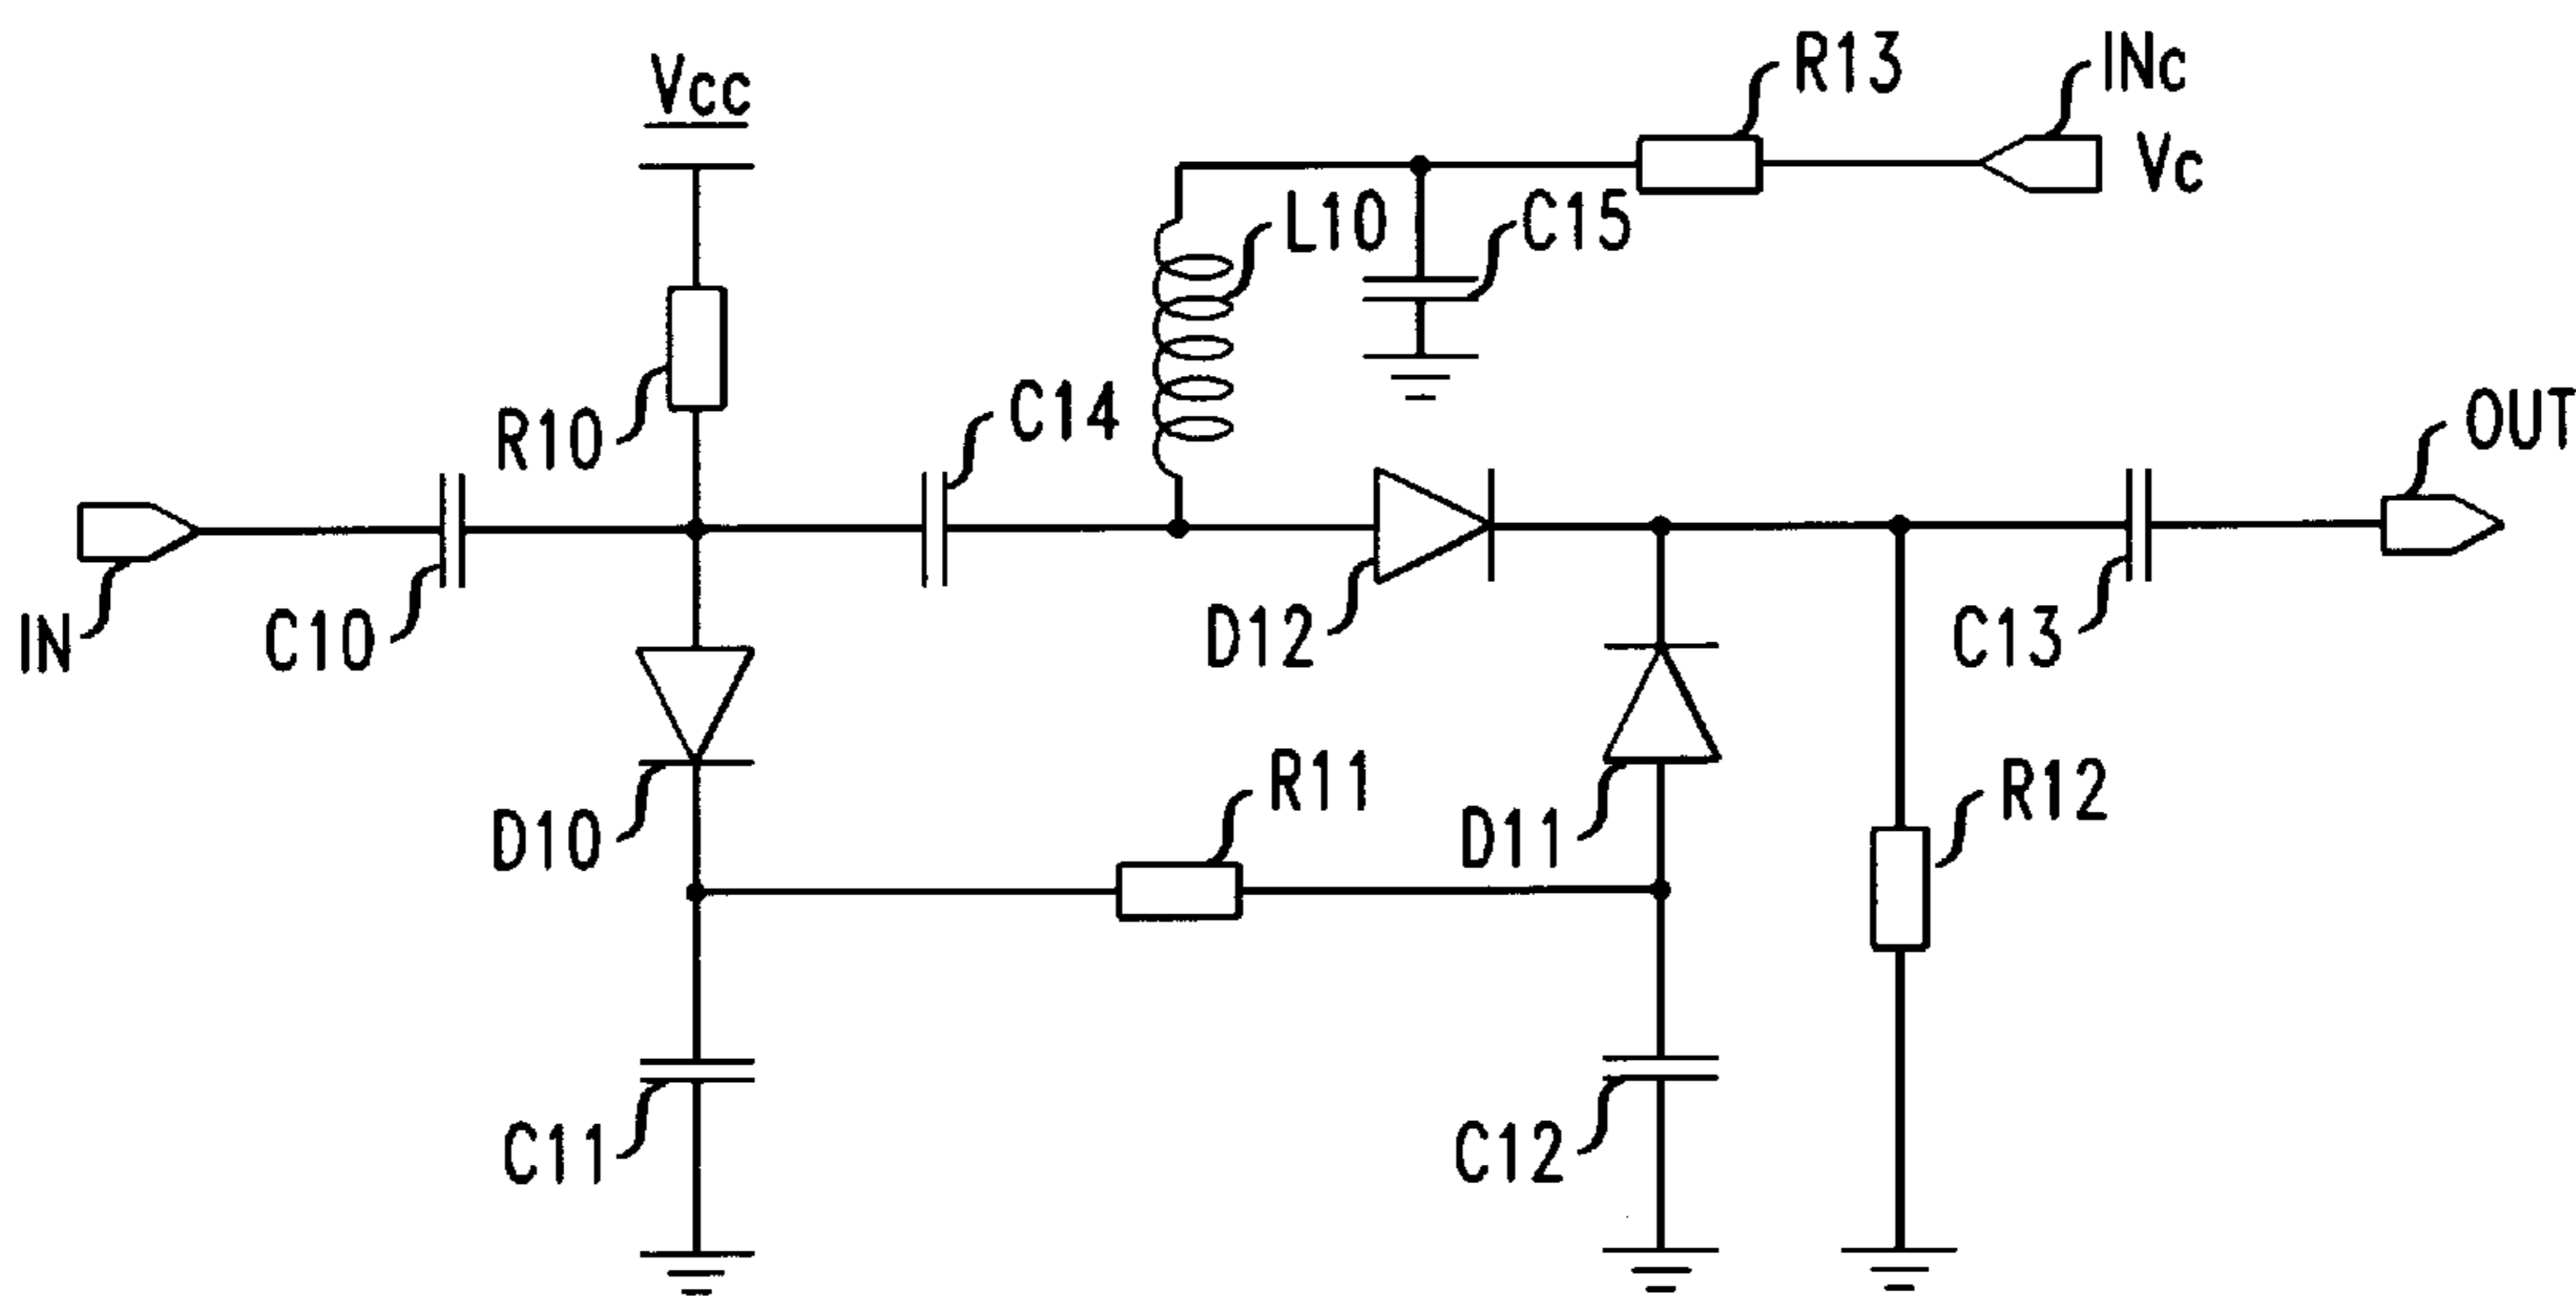 Vcc
R13
INc
Vc
L10
C15
R10
C14
OUT
IN
C10
D12
C13
D10
R11
D11
R12
C11
C12